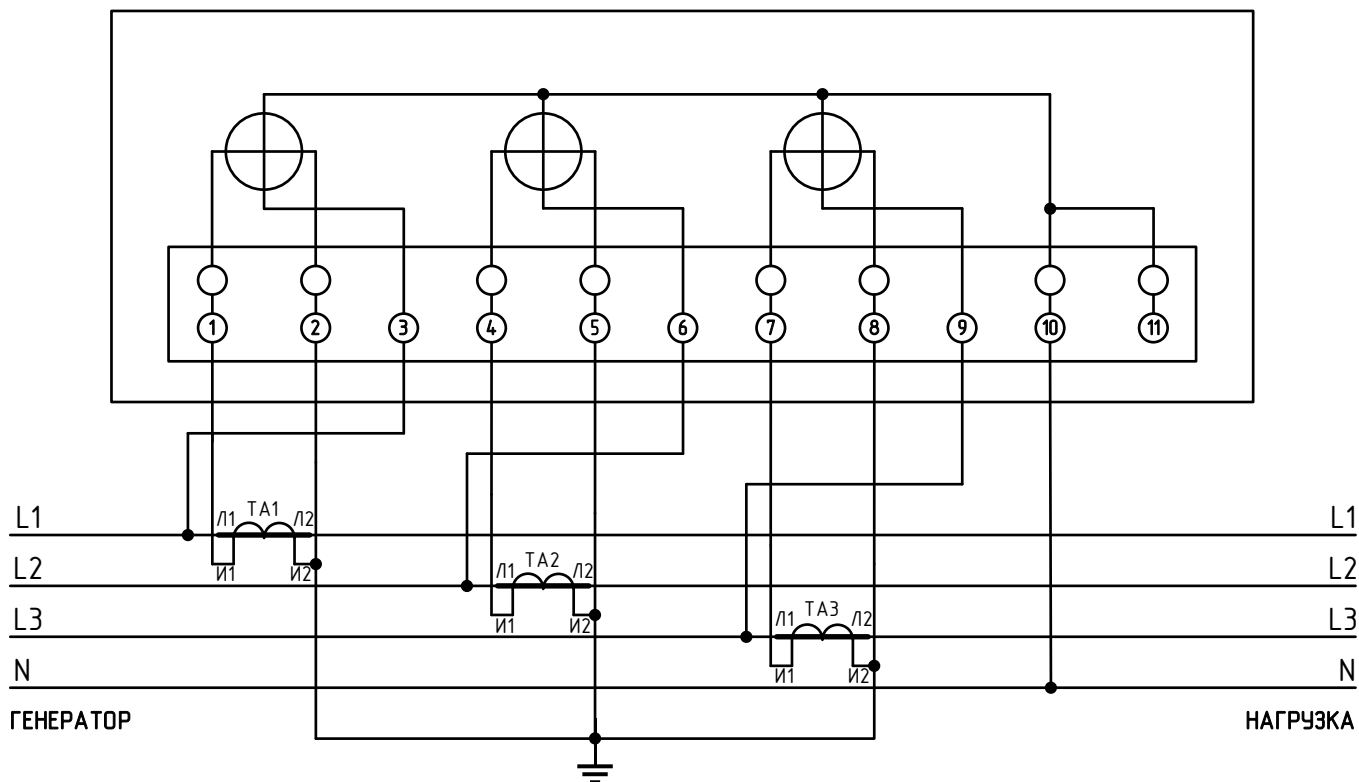 1 2 3 4 5 6 7 8 9 10 11
L1 Л1 ТА1 Л2 L1
И1 И2
L2 Л1 ТА2 Л2 L2
И1 И2
L3 Л1 ТА3 Л2 L3
И1 И2
N N
ГЕНЕРАТОР НАГРУЗКА